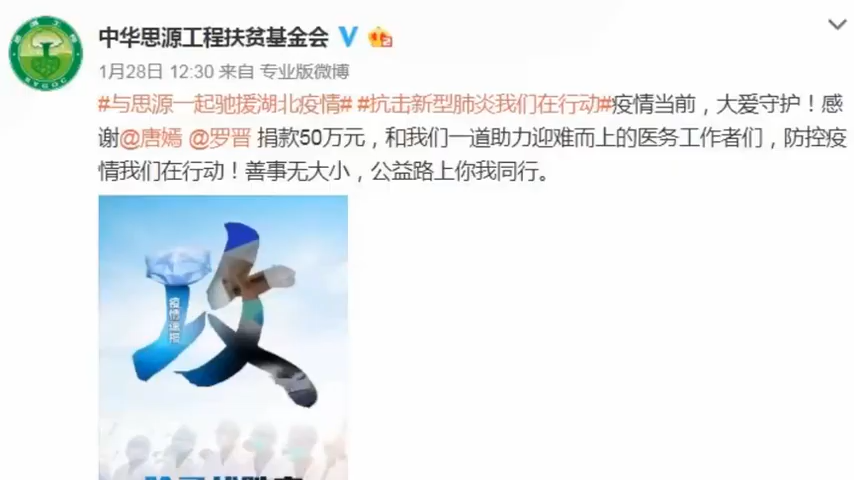 中华思源工程扶贫基金会
1月28日 12:30 来自 专业版微博
#与思源一起驰援湖北疫情# #抗击新型肺炎我们在行动#疫情当前，大爱守护！感
谢@唐嫣 @罗晋 捐款50万元，和我们一道助力迎难而上的医务工作者们，防控疫
情我们在行动！善事无大小，公益路上你我同行。
疫情速报